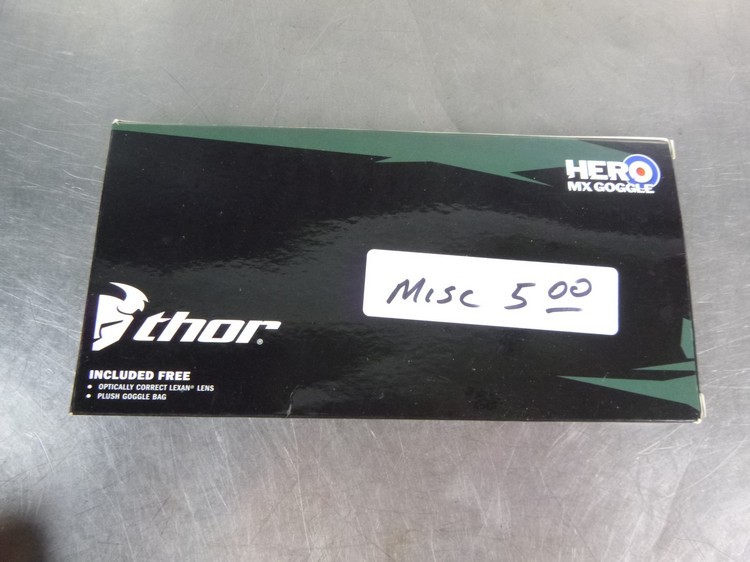 HERO
MX GOGGLE
Misc 5 00
thor®
INCLUDED FREE
• OPTICALLY CORRECT LEXAN® LENS
• PLUSH GOGGLE BAG